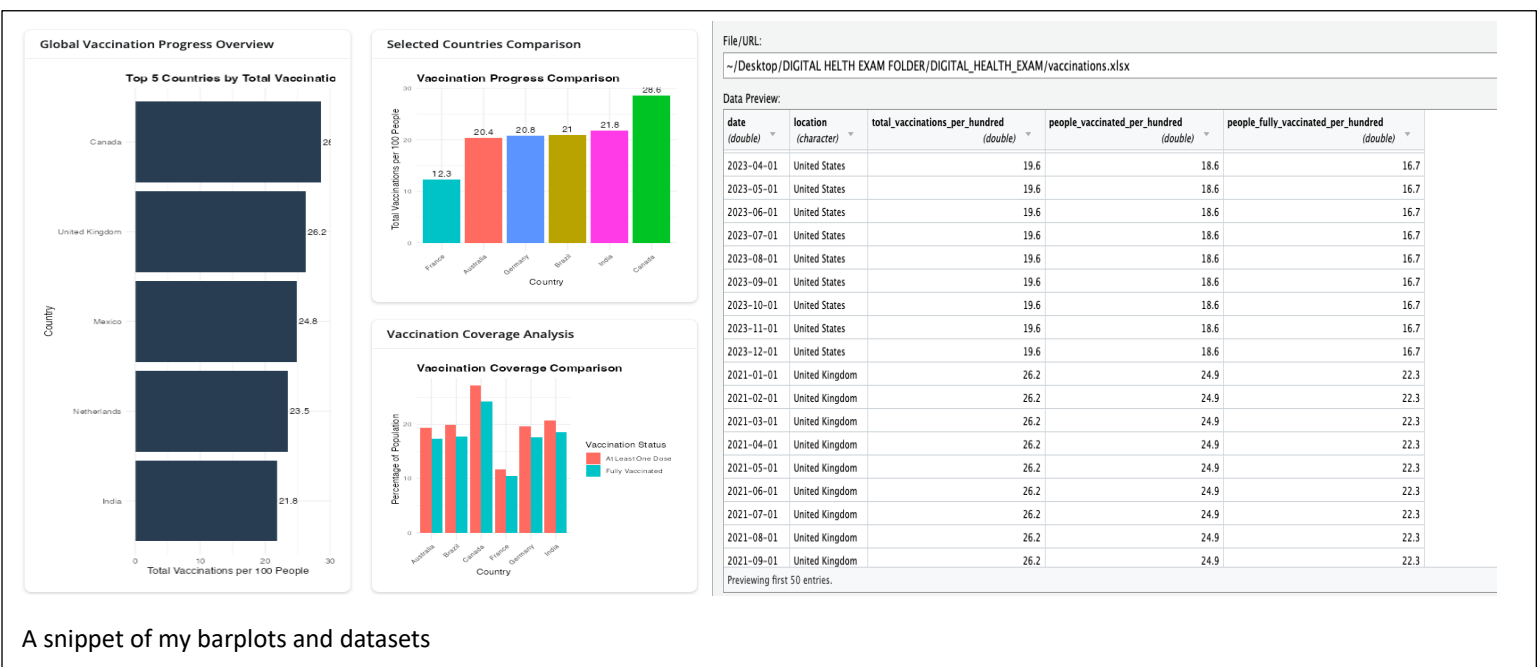 Global Vaccination Progress Overview
Top 5 Countries by Total Vaccinatic
Country
Canada
28
United Kingdom
26.2
Mexico
24.8
Netherlands
23.5
India
21.8
0 10 20 30
Total Vaccinations per 100 People
Selected Countries Comparison
Vaccination Progress Comparison
Total Vaccinations per 100 People
30
20
10
0
12.3 20.4 20.8 21 21.8 28.6
France Australia Germany Brazil India Canada
Country
Vaccination Coverage Analysis
Vaccination Coverage Comparison
Percentage of Population
20
10
0
Australia Brazil Canada France Germany India
Country
Vaccination Status
At Least One Dose
Fully Vaccinated
File/URL:
~/Desktop/DIGITAL HELTH EXAM FOLDER/DIGITAL_HEALTH_EXAM/vaccinations.xlsx
Data Preview:
date location total_vaccinations_per_hundred people_vaccinated_per_hundred people_fully_vaccinated_per_hundred
(double) (character) (double) (double) (double)
2023-04-01 United States 19.6 18.6 16.7
2023-05-01 United States 19.6 18.6 16.7
2023-06-01 United States 19.6 18.6 16.7
2023-07-01 United States 19.6 18.6 16.7
2023-08-01 United States 19.6 18.6 16.7
2023-09-01 United States 19.6 18.6 16.7
2023-10-01 United States 19.6 18.6 16.7
2023-11-01 United States 19.6 18.6 16.7
2023-12-01 United States 19.6 18.6 16.7
2021-01-01 United Kingdom 26.2 24.9 22.3
2021-02-01 United Kingdom 26.2 24.9 22.3
2021-03-01 United Kingdom 26.2 24.9 22.3
2021-04-01 United Kingdom 26.2 24.9 22.3
2021-05-01 United Kingdom 26.2 24.9 22.3
2021-06-01 United Kingdom 26.2 24.9 22.3
2021-07-01 United Kingdom 26.2 24.9 22.3
2021-08-01 United Kingdom 26.2 24.9 22.3
2021-09-01 United Kingdom 26.2 24.9 22.3
Previewing first 50 entries.
A snippet of my barplots and datasets